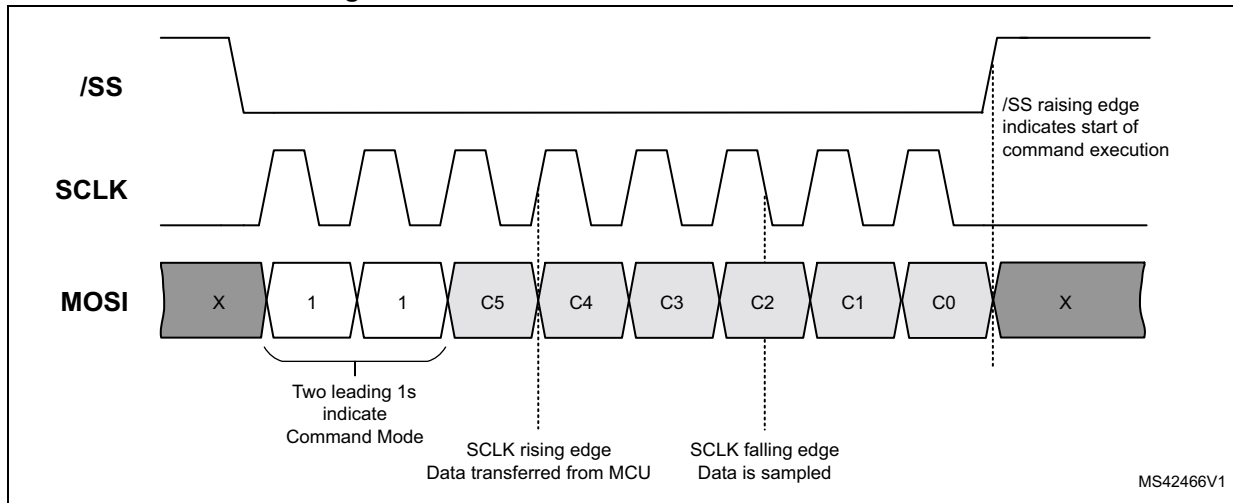 /SS
/SS raising edge
indicates start of
command execution
SCLK
MOSI
X 1 1 C5 C4 C3 C2 C1 C0 X
Two leading 1s
indicate
Command Mode
SCLK rising edge
Data transferred from MCU
SCLK falling edge
Data is sampled
MS42466V1